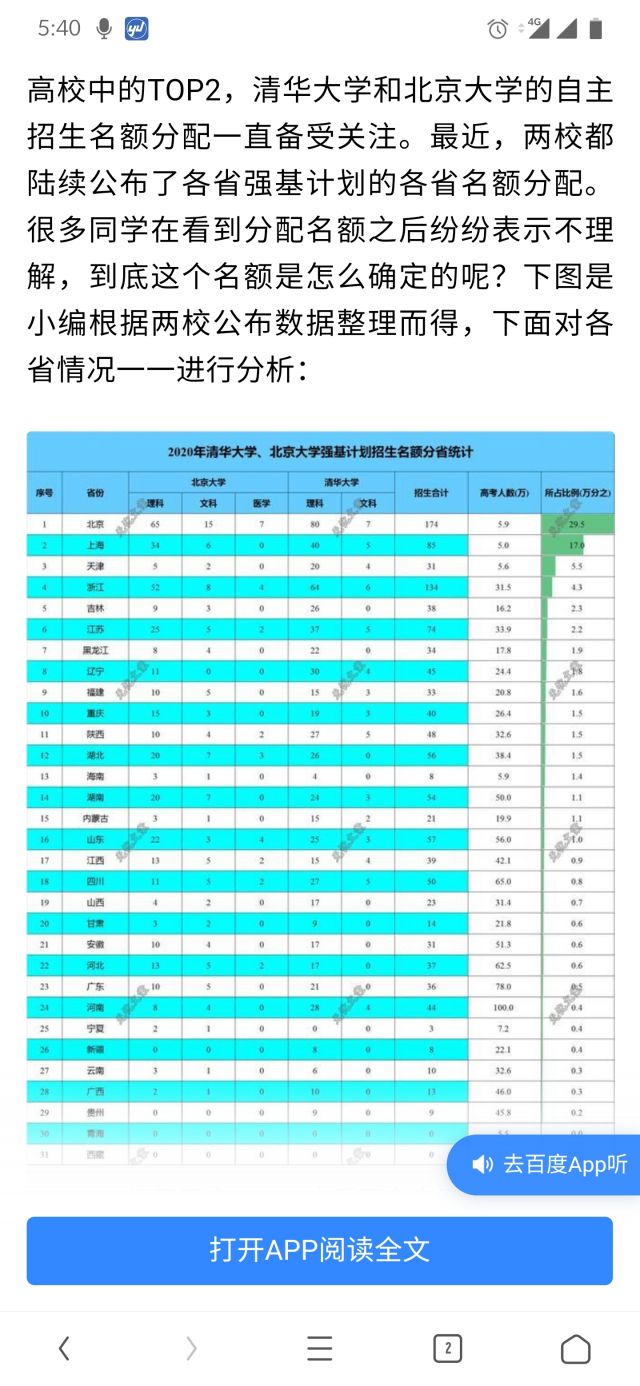 5:40
4G
高校中的TOP2，清华大学和北京大学的自主
招生名额分配一直备受关注。最近，两校都
陆续公布了各省强基计划的各省名额分配。
很多同学在看到分配名额之后纷纷表示不理
解，到底这个名额是怎么确定的呢？下图是
小编根据两校公布数据整理而得，下面对各
省情况一一进行分析：
2020年清华大学、北京大学强基计划招生名额分省统计
序号 省份 北京大学 清华大学 招生合计 高考人数(万) 所占比例(万分之)
理科 文科 医学 理科 文科
1 北京 65 15 7 80 7 174 5.9 29.5
2 上海 34 6 0 40 5 85 5.0 17.0
3 天津 5 2 0 20 4 31 5.6 5.5
4 浙江 52 8 4 64 6 134 31.5 4.3
5 吉林 9 3 0 26 0 38 16.2 2.3
6 江苏 25 5 2 37 5 74 33.9 2.2
7 黑龙江 8 4 0 22 0 34 17.8 1.9
8 辽宁 11 0 0 30 4 45 24.4 1.8
9 福建 10 5 0 15 3 33 20.8 1.6
10 重庆 15 3 0 19 3 40 26.4 1.5
11 陕西 10 4 2 27 5 48 32.6 1.5
12 湖北 20 7 3 26 0 56 38.4 1.5
13 海南 3 1 0 4 0 8 5.9 1.4
14 湖南 20 7 0 24 3 54 50.0 1.1
15 内蒙古 3 1 0 15 2 21 19.9 1.1
16 山东 22 3 4 25 3 57 56.0 1.0
17 江西 13 5 2 15 4 39 42.1 0.9
18 四川 11 5 2 27 5 50 65.0 0.8
19 山西 4 2 0 17 0 23 31.4 0.7
20 甘肃 3 2 0 9 0 14 21.8 0.6
21 安徽 10 4 0 17 0 31 51.3 0.6
22 河北 13 5 2 17 0 37 62.5 0.6
23 广东 10 5 0 21 0 36 78.0 0.5
24 河南 8 4 0 28 4 44 100.0 0.4
25 宁夏 2 1 0 0 0 3 7.2 0.4
26 新疆 0 0 0 8 0 8 22.1 0.4
27 云南 3 1 0 6 0 10 32.6 0.3
28 广西 2 1 0 10 0 13 46.0 0.3
29 贵州 0 0 0 9 0 9 45.8 0.2
30 青海 0 0 0 0 0 0 5.5 0.0
31 西藏 0 0 0 0 0 0
去百度App听
打开APP阅读全文
2